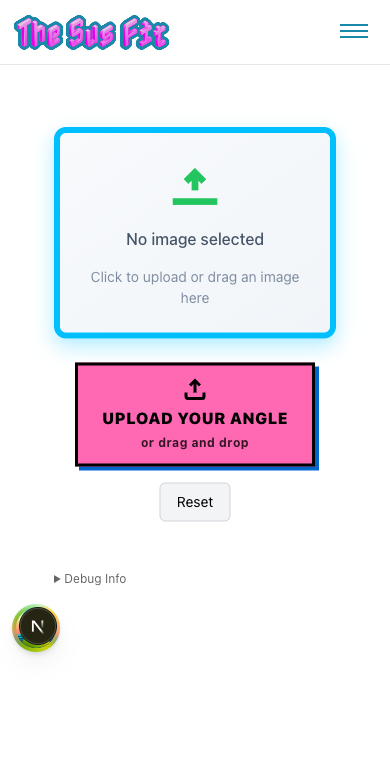 The Sus Fit
No image selected
Click to upload or drag an image
here
UPLOAD YOUR ANGLE
or drag and drop
Reset
Debug Info
N